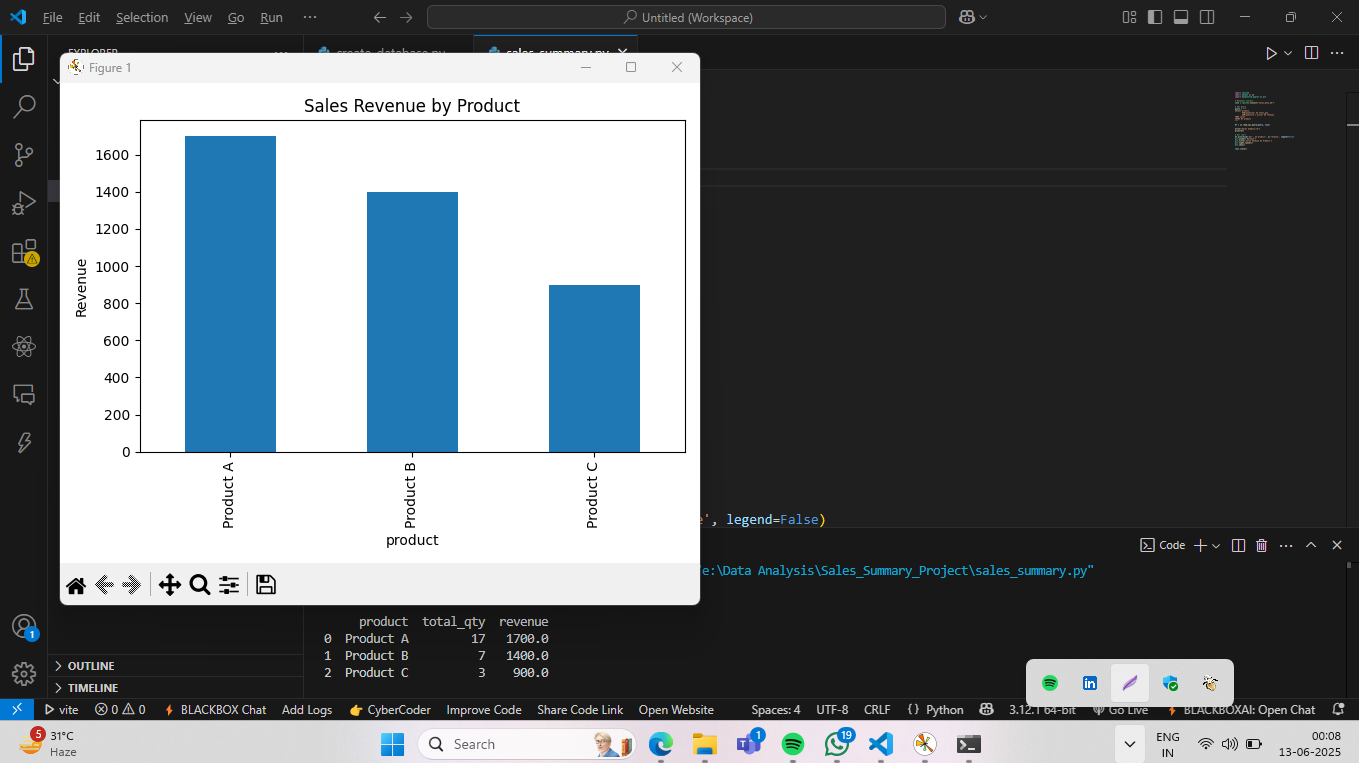 File Edit Selection View Go Run ···
Untitled (Workspace)
EXPLORER
create_database.py
sales_summary.py
Figure 1
Sales Revenue by Product
1600
1400
1200
1000
800
600
400
200
0
Revenue
Product A
Product B
Product C
product
', legend=False)
Code
e:\Data Analysis\Sales_Summary_Project\sales_summary.py"
product total_qty revenue
0 Product A 17 1700.0
1 Product B 7 1400.0
2 Product C 3 900.0
OUTLINE
TIMELINE
1
vite 0 0 BLACKBOX Chat Add Logs CyberCoder Improve Code Share Code Link Open Website Spaces: 4 UTF-8 CRLF Python 3.12.1 64-bit Go Live BLACKBOXAI: Open Chat
5
31°C
Haze
Search
1
19
ENG
IN
00:08
13-06-2025